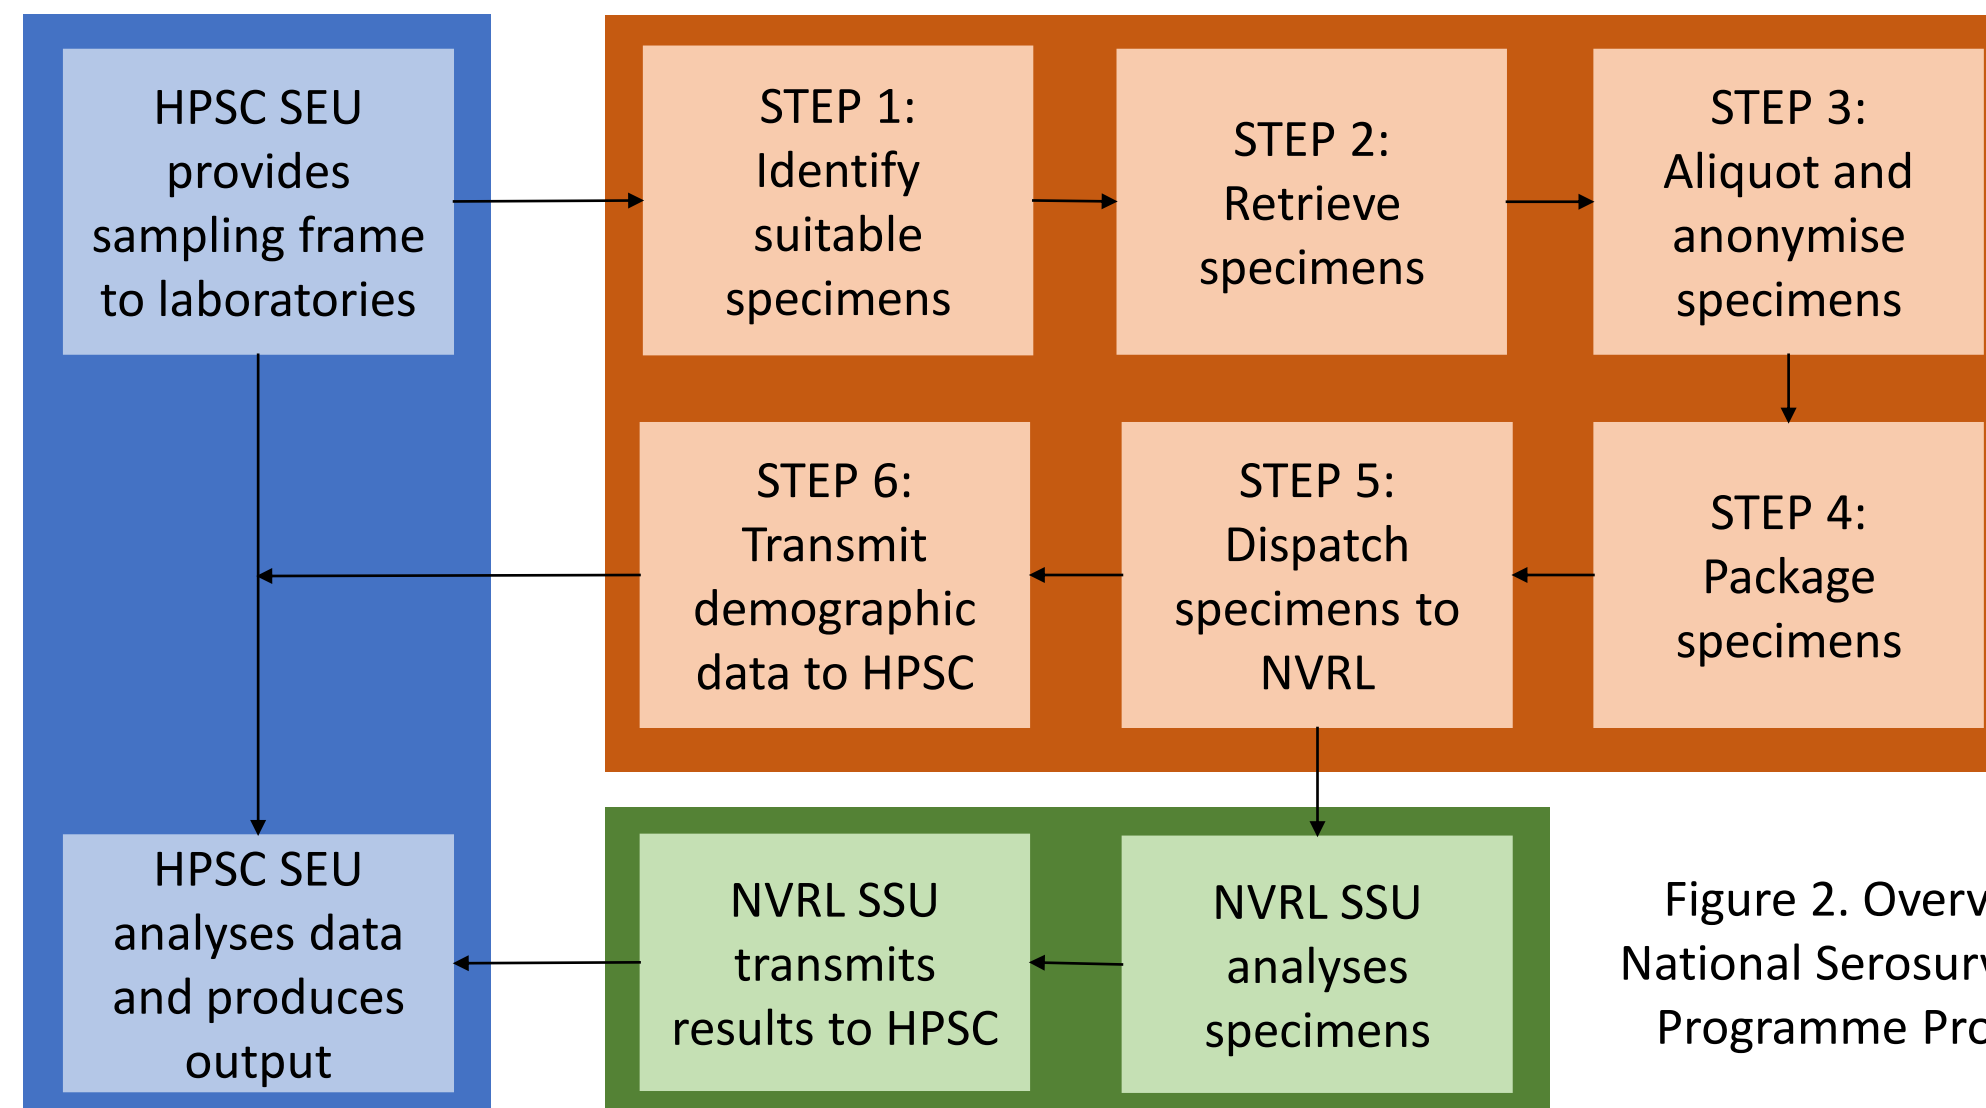 HPSC SEU
provides
sampling frame
to laboratories
STEP 1:
Identify
suitable
specimens
STEP 2:
Retrieve
specimens
STEP 3:
Aliquot and
anonymise
specimens
STEP 6:
Transmit
demographic
data to HPSC
STEP 5:
Dispatch
specimens to
NVRL
STEP 4:
Package
specimens
HPSC SEU
analyses data
and produces
output
NVRL SSU
transmits
results to HPSC
NVRL SSU
analyses
specimens
Figure 2.
National
Programme